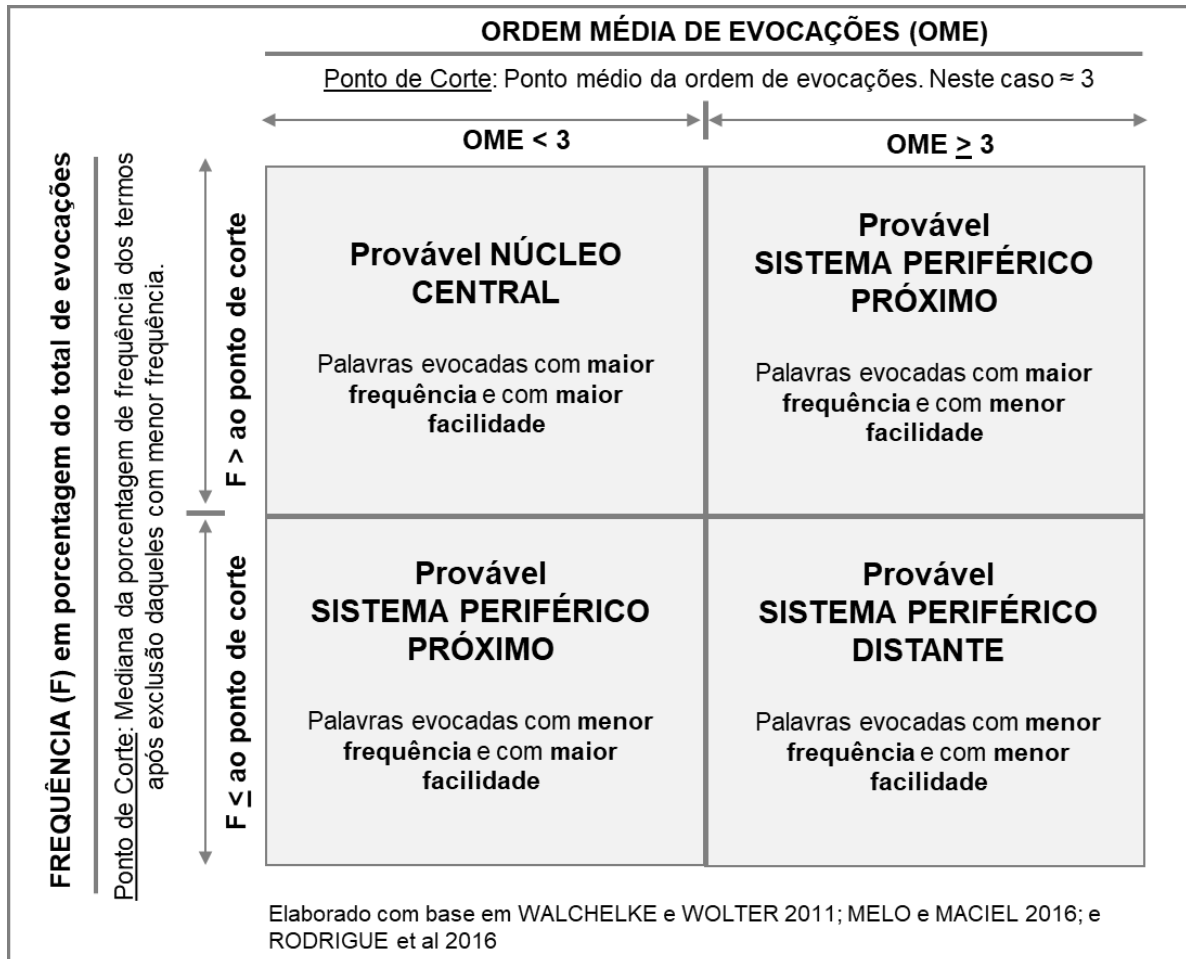 ORDEM MÉDIA DE EVOCAÇÕES (OME)
Ponto de Corte: Ponto médio da ordem de evocações. Neste caso ≈ 3
OME < 3
OME ≥ 3
FREQUÊNCIA (F) em porcentagem do total de evocações
Ponto de Corte: Mediana da porcentagem de frequência dos termos
após exclusão daqueles com menor frequência.
F > ao ponto de corte
Provável NÚCLEO
CENTRAL
Palavras evocadas com maior
frequência e com maior
facilidade
Provável
SISTEMA PERIFÉRICO
PRÓXIMO
Palavras evocadas com maior
frequência e com menor
facilidade
F ≤ ao ponto de corte
Provável
SISTEMA PERIFÉRICO
PRÓXIMO
Palavras evocadas com menor
frequência e com maior
facilidade
Provável
SISTEMA PERIFÉRICO
DISTANTE
Palavras evocadas com menor
frequência e com menor
facilidade
Elaborado com base em WALCHELKE e WOLTER 2011; MELO e MACIEL 2016; e
RODRIGUE et al 2016